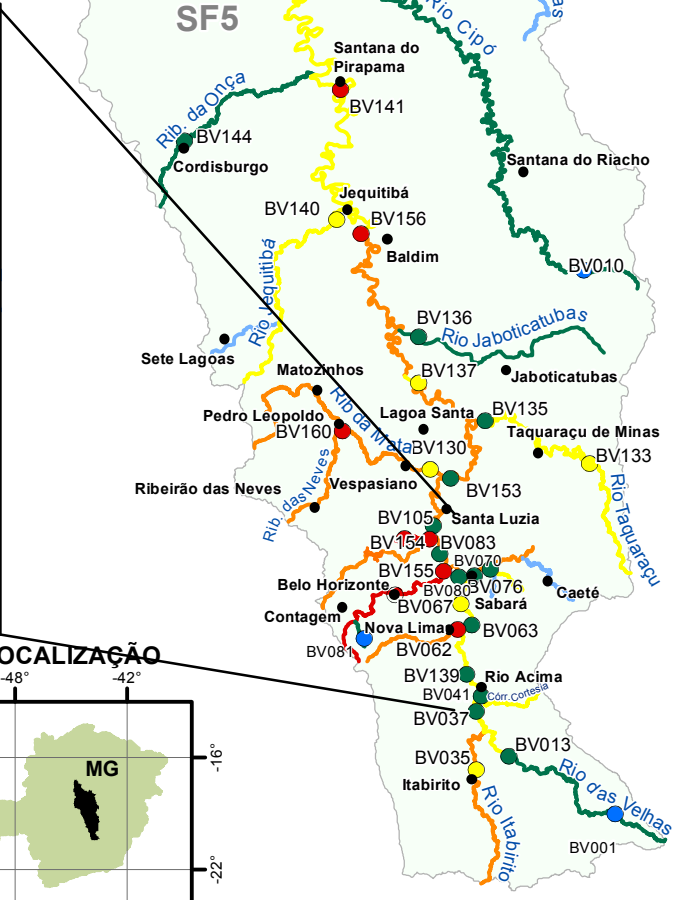 SF5
Rio Cipó
as
Santana do
Pirapama
BV141
Rib. da Onça
BV144
Cordisburgo
Santana do Riacho
Jequitibá
BV140
BV156
Baldim
BV010
Rio Jequitibá
BV136
Rio Jaboticatubas
Sete Lagoas
Matozinhos
BV137
Jaboticatubas
Rib da Mata
Pedro Leopoldo
Lagoa Santa
BV135
BV160
Taquaraçu de Minas
BV130
BV133
Vespasiano
BV153
Rib. das Neves
Ribeirão das Neves
Rio Taquaraçu
BV105
Santa Luzia
BV154
BV083
BV070
BV155
BV076
Belo Horizonte
BV080
Caeté
BV067
Sabará
Contagem
Nova Lima
BV063
BV081
BV062
OCALIZAÇÃO
BV139
Rio Acima
-48
-42
BV041
Córr.Cortesia
BV037
BV013
-16°
MG
BV035
Itabirito
Rio das Velhas
Rio Itabirito
BV001
-22°